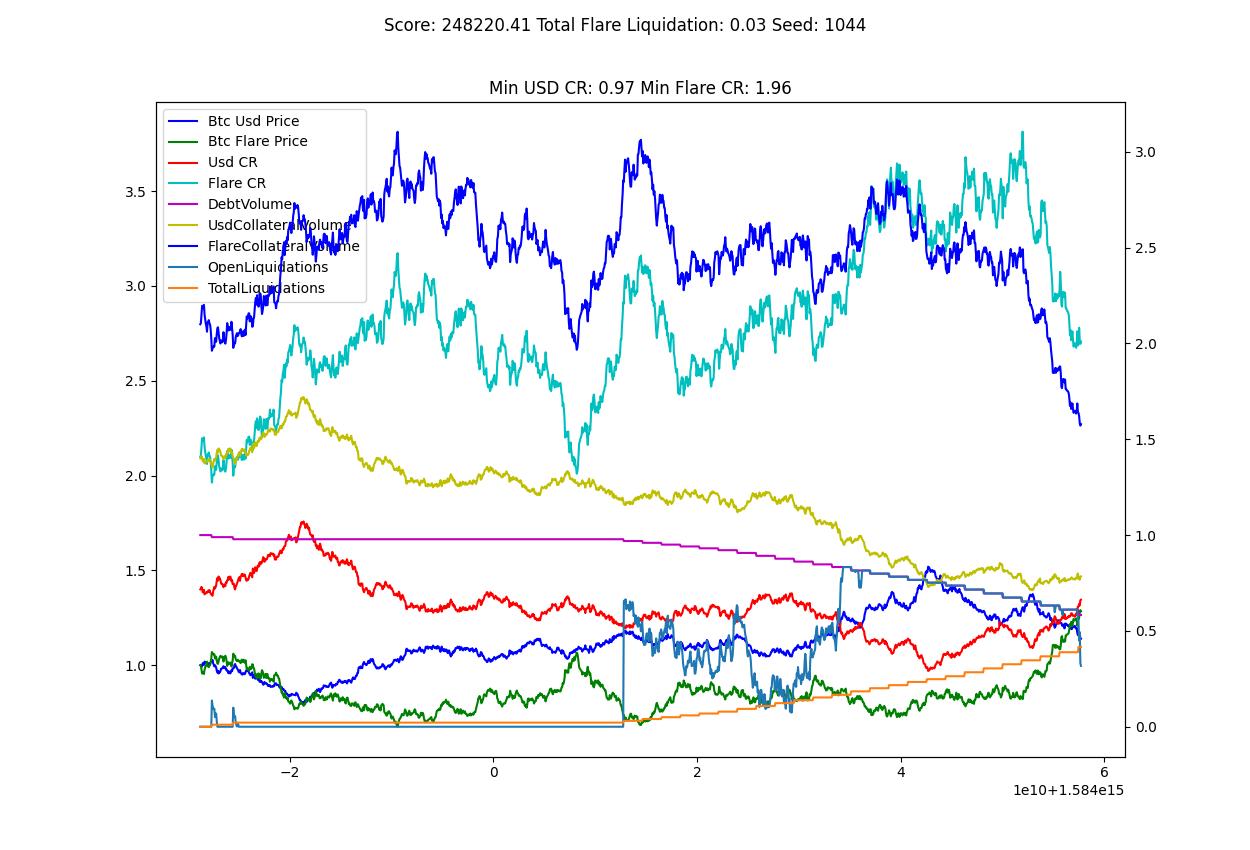 Score: 248220.41 Total Flare Liquidation: 0.03 Seed: 1044
Min USD CR: 0.97 Min Flare CR: 1.96
Btc Usd Price
Btc Flare Price
Usd CR
Flare CR
DebtVolume
UsdCollateralVolume
FlareCollateralVolume
OpenLiquidations
TotalLiquidations
3.5
3.0
2.5
2.0
1.5
1.0
3.0
2.5
2.0
1.5
1.0
0.5
0.0
−2 0 2 4 6
1e10+1.584e15